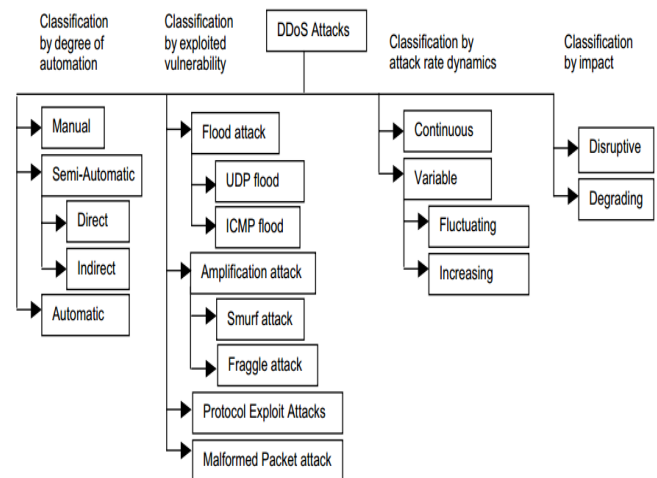 Classification
by degree of
automation
Classification
by exploited
vulnerability
DDoS Attacks
Classification by
attack rate dynamics
Classification
by impact
Manual
Semi-Automatic
Direct
Indirect
Automatic
Flood attack
UDP flood
ICMP flood
Amplification attack
Smurf attack
Fraggle attack
Protocol Exploit Attacks
Malformed Packet attack
Continuous
Variable
Fluctuating
Increasing
Disruptive
Degrading